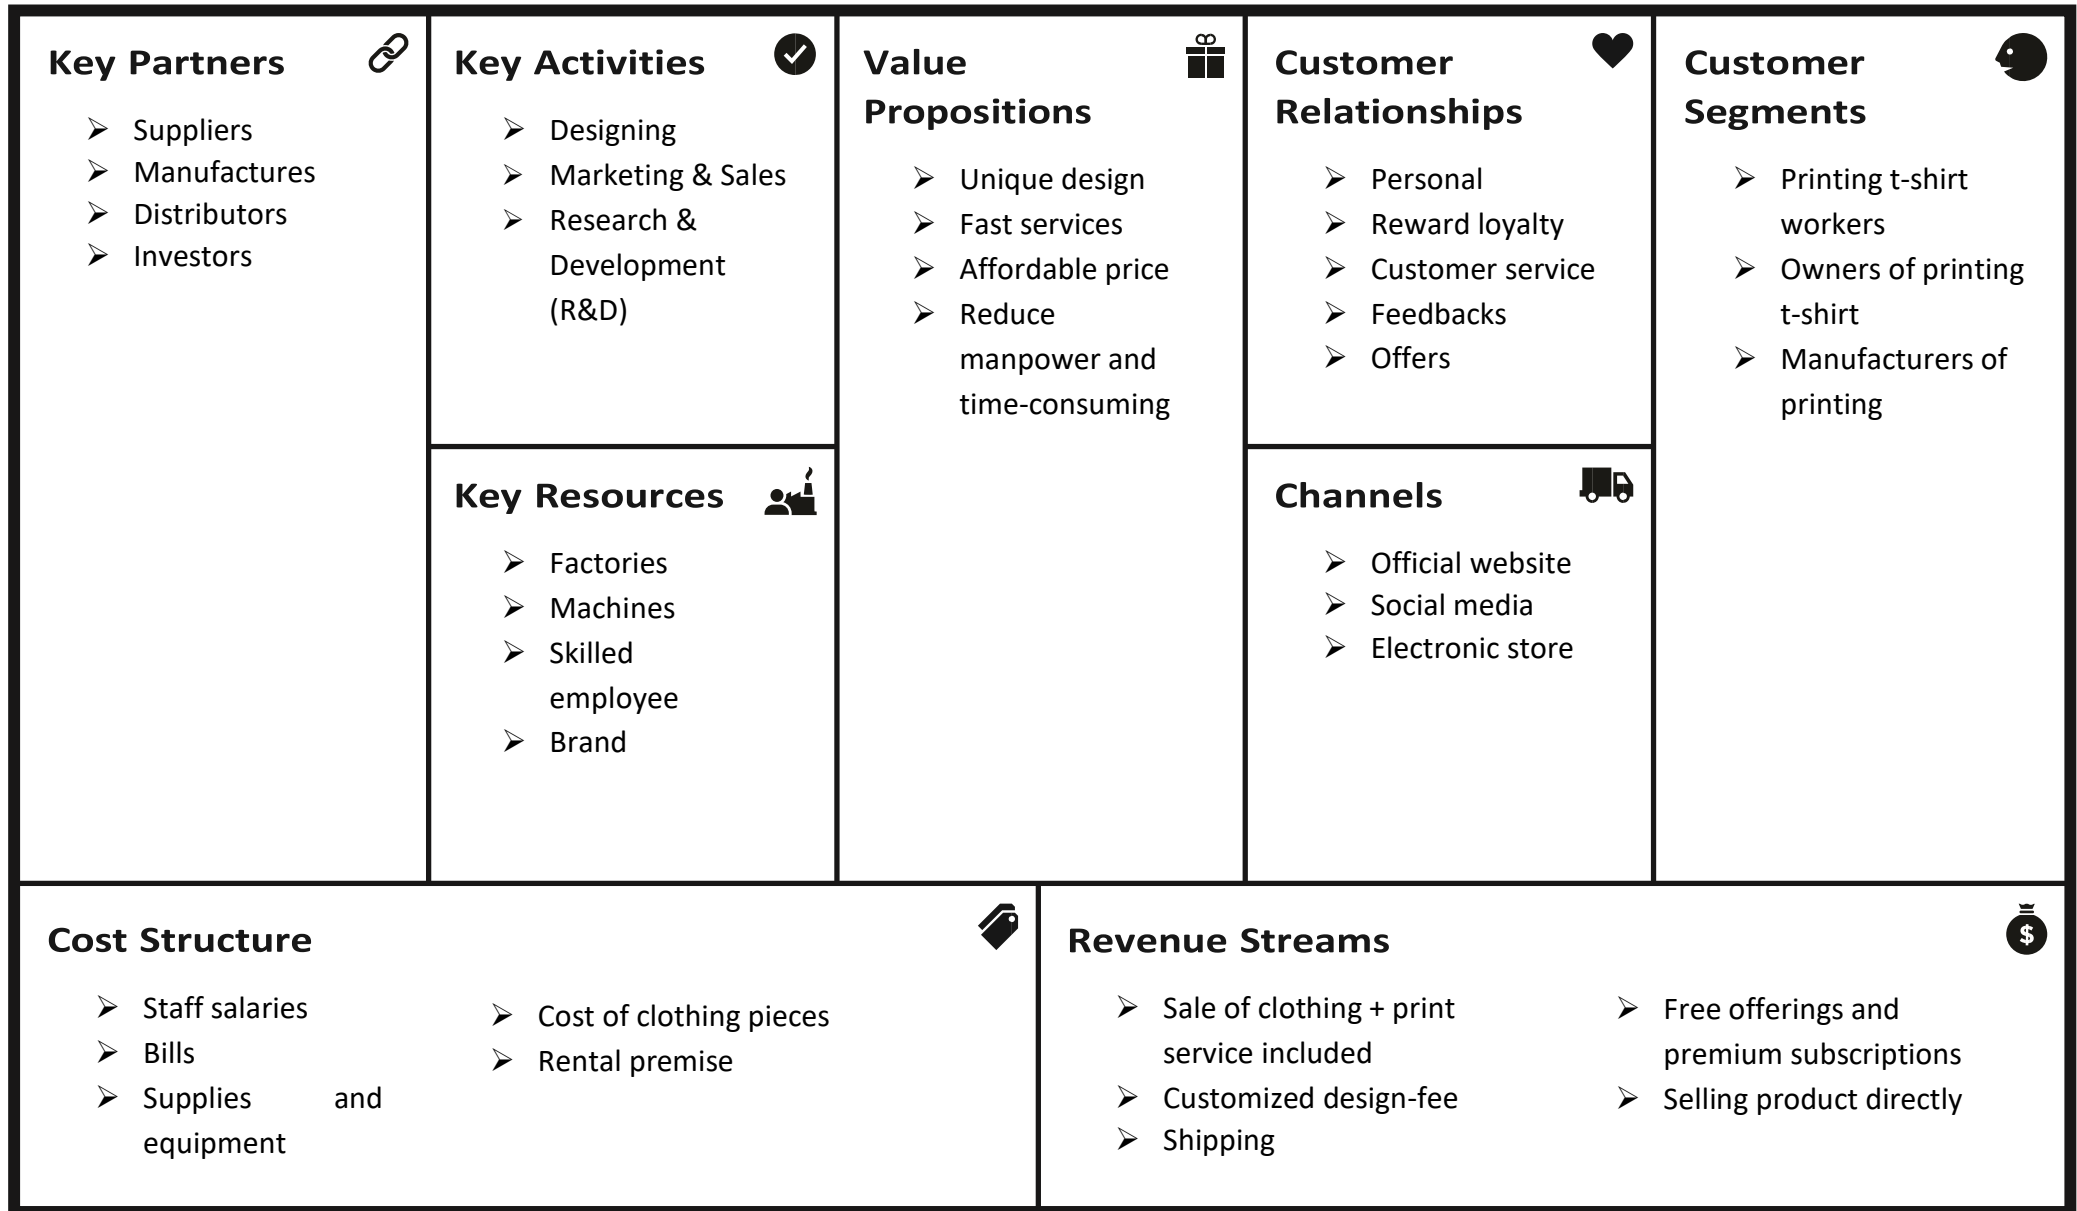 Key Partners
Suppliers
Manufactures
Distributors
Investors
Key Activities
Designing
Marketing & Sales
Research &
Development
(R&D)
Key Resources
Factories
Machines
Skilled
employee
Brand
Value
Propositions
Unique design
Fast services
Affordable price
Reduce
manpower and
time-consuming
Customer
Relationships
Personal
Reward loyalty
Customer service
Feedbacks
Offers
Channels
Official website
Social media
Electronic store
Customer
Segments
Printing t-shirt
workers
Owners of printing
t-shirt
Manufacturers of
printing
Cost Structure
Staff salaries
Bills
Supplies and
equipment
Cost of clothing pieces
Rental premise
Revenue Streams
$
Sale of clothing + print
service included
Customized design-fee
Shipping
Free offerings and
premium subscriptions
Selling product directly